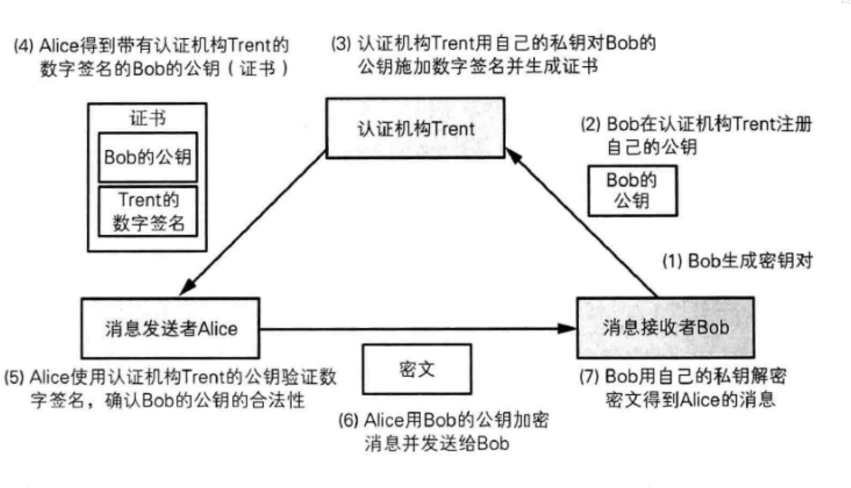 (4) Alice得到带有认证机构Trent的
数字签名的Bob的公钥（证书）
(3) 认证机构Trent用自己的私钥对Bob的
公钥施加数字签名并生成证书
证书
Bob的公钥
Trent的
数字签名
认证机构Trent
(2) Bob在认证机构Trent注册
自己的公钥
Bob的
公钥
(1) Bob生成密钥对
消息发送者Alice
消息接收者Bob
(5) Alice使用认证机构Trent的公钥验证数
字签名，确认Bob的公钥的合法性
密文
(6) Alice用Bob的公钥加密
消息并发送给Bob
(7) Bob用自己的私钥解密
密文得到Alice的消息